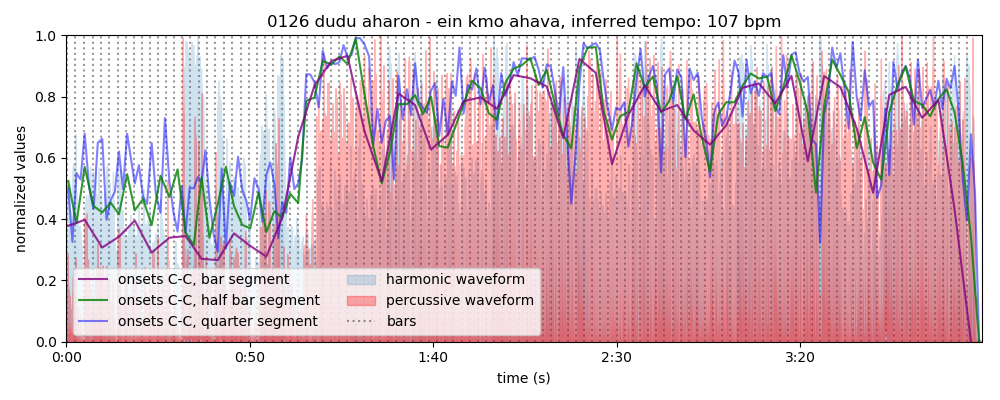 0126 dudu aharon - ein kmo ahava, inferred tempo: 107 bpm
normalized values
1.0
0.8
0.6
0.4
0.2
0.0
onsets C-C, bar segment
onsets C-C, half bar segment
onsets C-C, quarter segment
harmonic waveform
percussive waveform
bars
0:00 0:50 1:40 2:30 3:20
time (s)